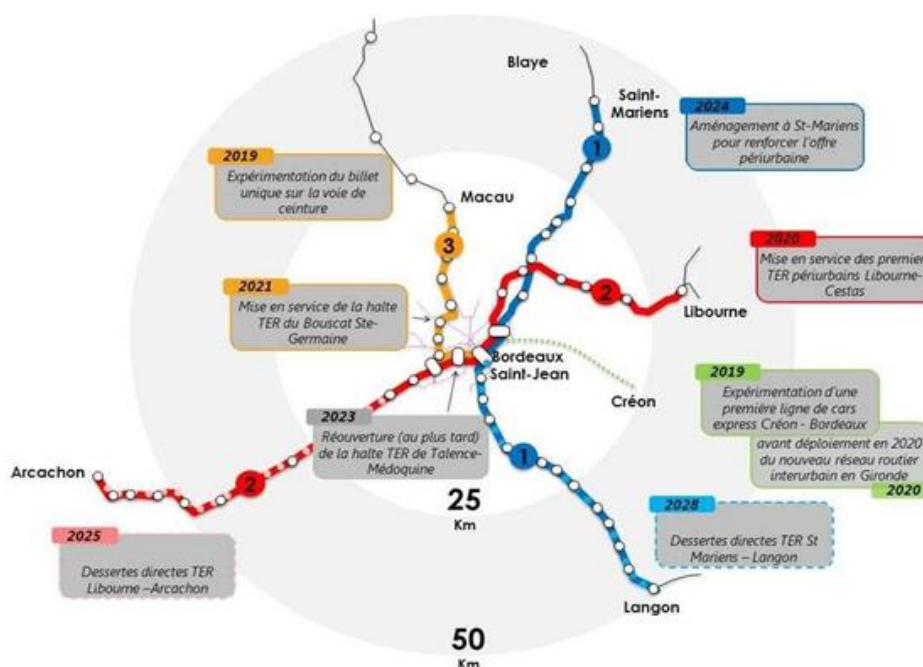 Blaye
Saint-
Mariens
2024
Aménagement à St-Mariens
pour renforcer l'offre
périurbaine
1
2019
Expérimentation du billet
unique sur la voie de
ceinture
Macau
3
2020
Mise en service des premier
TER périurbains Libourne-
Cestas
2
Libourne
2021
Mise en service de la halte
TER du Bouscat Ste-
Germaine
Bordeaux
Saint-Jean
Créon
2019
Expérimentation d'une
première ligne de cars
express Créon - Bordeaux
avant déploiement en 2020
du nouveau réseau routier
interurbain en Gironde
2020
2023
Réouverture (au plus tard)
de la halte TER de Talence-
Médoquine
Arcachon
2
1
25
Km
2025
Dessertes directes TER
Libourne –Arcachon
2028
Dessertes directes TER St
Mariens – Langon
Langon
50
Km